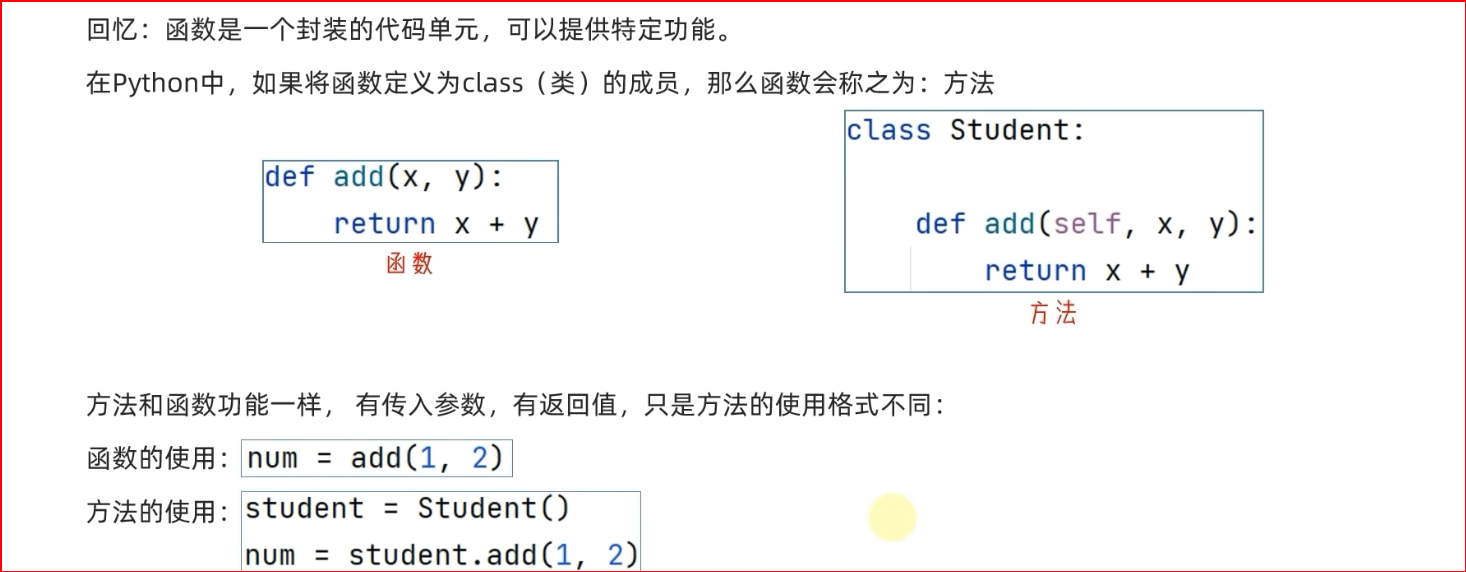 回忆：函数是一个封装的代码单元，可以提供特定功能。
在Python中，如果将函数定义为class（类）的成员，那么函数会称之为：方法
def add(x, y):
    return x + y
函数
class Student:
    def add(self, x, y):
        return x + y
方法
方法和函数功能一样， 有传入参数，有返回值，只是方法的使用格式不同：
函数的使用： num = add(1, 2)
方法的使用： student = Student()
num = student.add(1, 2)